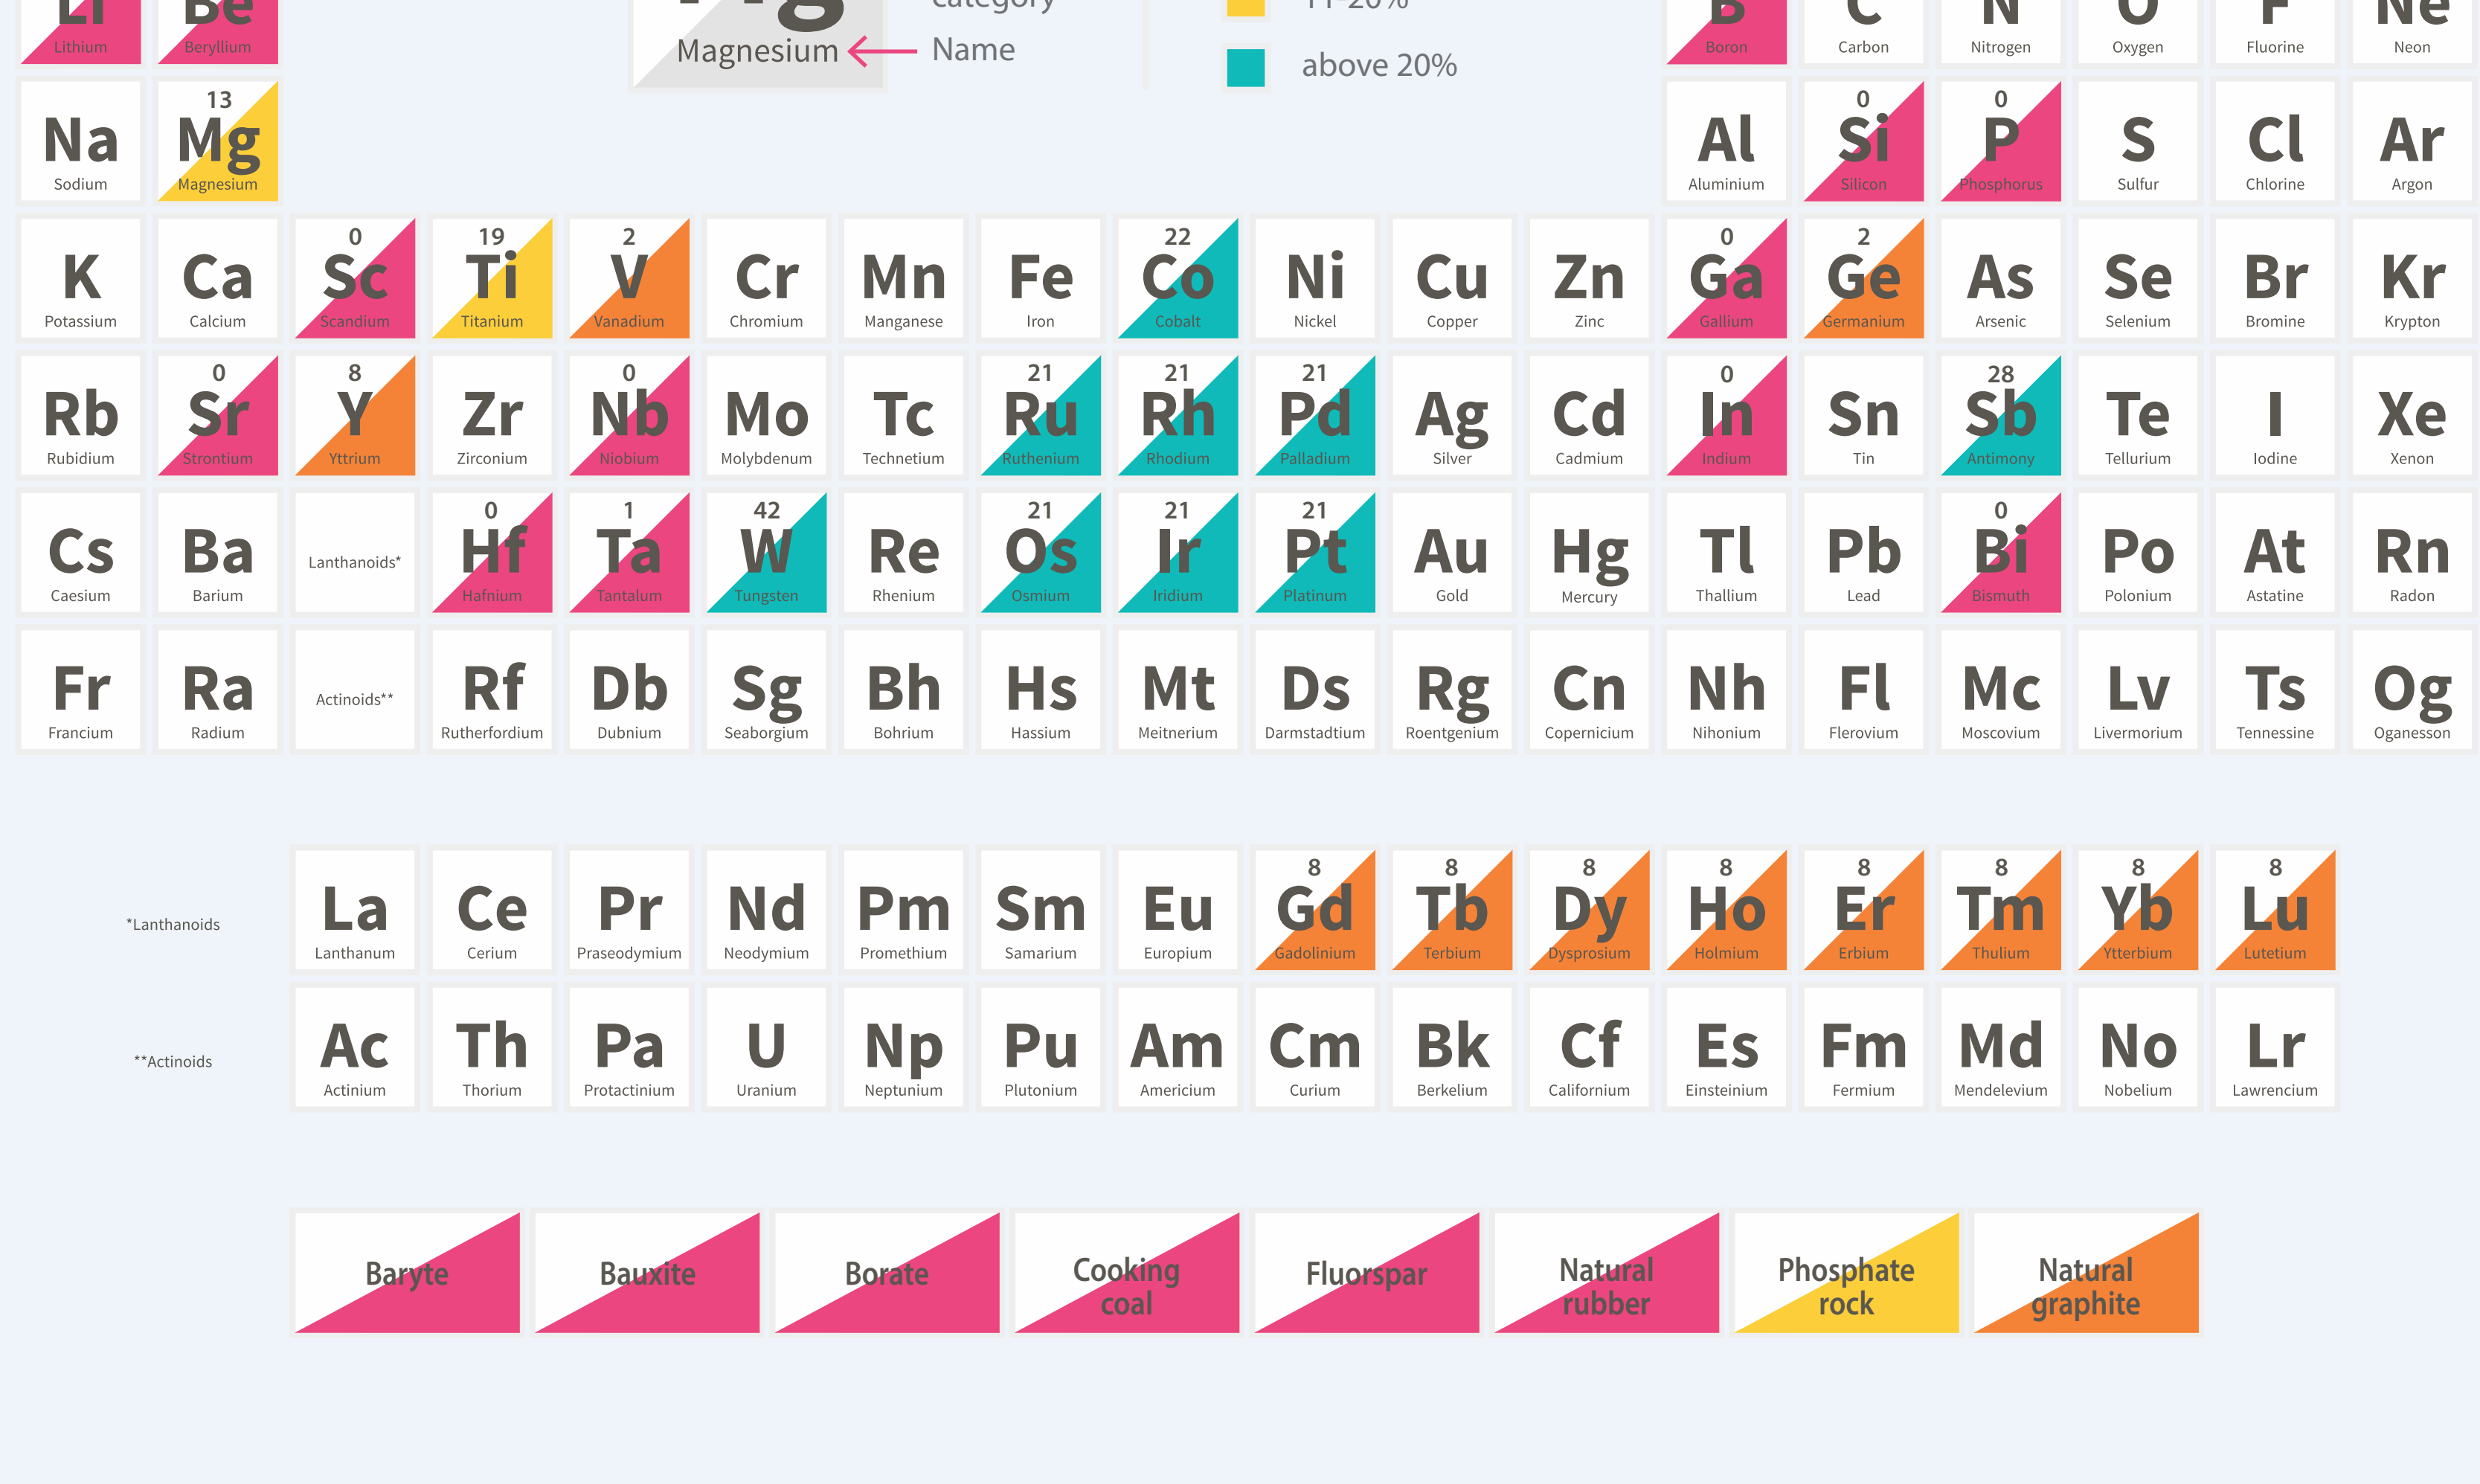 Li Be category 11-20% B C N O F Ne
Lithium Beryllium Magnesium Name Boron Carbon Nitrogen Oxygen Fluorine Neon
above 20%
13 0 0
Na Mg Al Si P S Cl Ar
Sodium Magnesium Aluminium Silicon Phosphorus Sulfur Chlorine Argon
0 19 2 22 0 2
K Ca Sc Ti V Cr Mn Fe Co Ni Cu Zn Ga Ge As Se Br Kr
Potassium Calcium Scandium Titanium Vanadium Chromium Manganese Iron Cobalt Nickel Copper Zinc Gallium Germanium Arsenic Selenium Bromine Krypton
0 8 0 21 21 21 0 28
Rb Sr Y Zr Nb Mo Tc Ru Rh Pd Ag Cd In Sn Sb Te I Xe
Rubidium Strontium Yttrium Zirconium Niobium Molybdenum Technetium Ruthenium Rhodium Palladium Silver Cadmium Indium Tin Antimony Tellurium Iodine Xenon
0 1 42 21 21 21 0
Cs Ba Lanthanoids* Hf Ta W Re Os Ir Pt Au Hg Tl Pb Bi Po At Rn
Caesium Barium Hafnium Tantalum Tungsten Rhenium Osmium Iridium Platinum Gold Mercury Thallium Lead Bismuth Polonium Astatine Radon
Fr Ra Actinoids** Rf Db Sg Bh Hs Mt Ds Rg Cn Nh Fl Mc Lv Ts Og
Francium Radium Rutherfordium Dubnium Seaborgium Bohrium Hassium Meitnerium Darmstadtium Roentgenium Copernicium Nihonium Flerovium Moscovium Livermorium Tennessine Oganesson
8 8 8 8 8 8 8 8
*Lanthanoids La Ce Pr Nd Pm Sm Eu Gd Tb Dy Ho Er Tm Yb Lu
Lanthanum Cerium Praseodymium Neodymium Promethium Samarium Europium Gadolinium Terbium Dysprosium Holmium Erbium Thulium Ytterbium Lutetium
**Actinoids Ac Th Pa U Np Pu Am Cm Bk Cf Es Fm Md No Lr
Actinium Thorium Protactinium Uranium Neptunium Plutonium Americium Curium Berkelium Californium Einsteinium Fermium Mendelevium Nobelium Lawrencium
Baryte Bauxite Borate Cooking Fluorspar Natural Phosphate Natural
coal rubber rock graphite